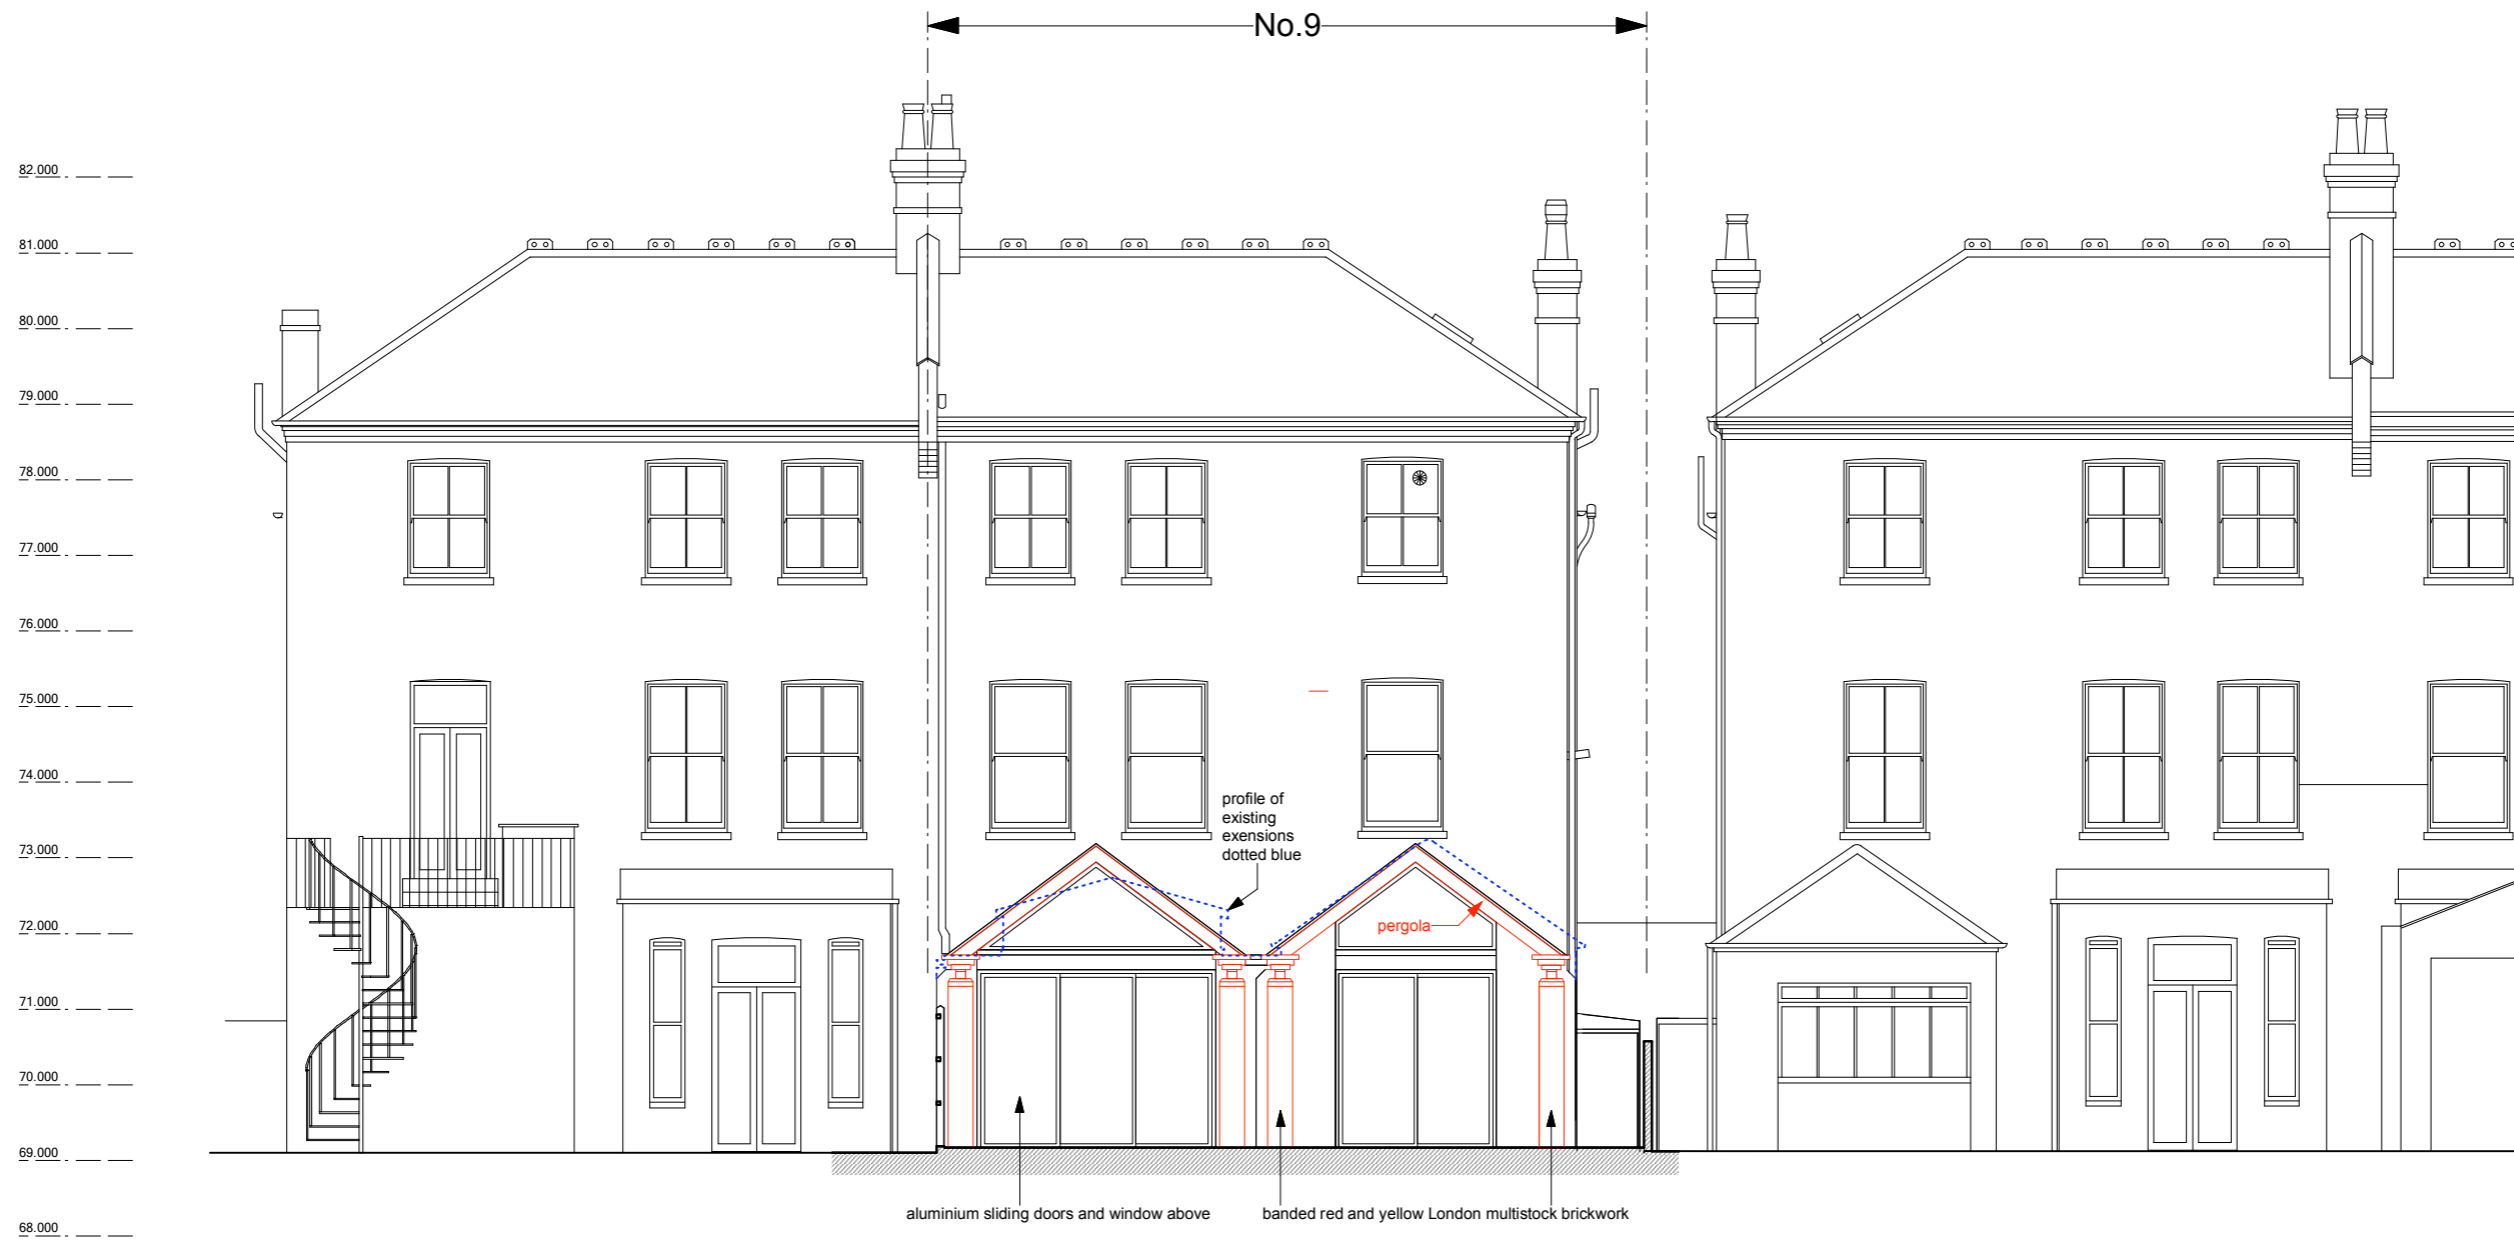 No.9
82.000
81.000
80.000
79.000
78.000
77.000
76.000
75.000
74.000
73.000
72.000
71.000
70.000
69.000
68.000
profile of
existing
exensions
dotted blue
pergola
aluminium sliding doors and window above
banded red and yellow London multistock brickwork